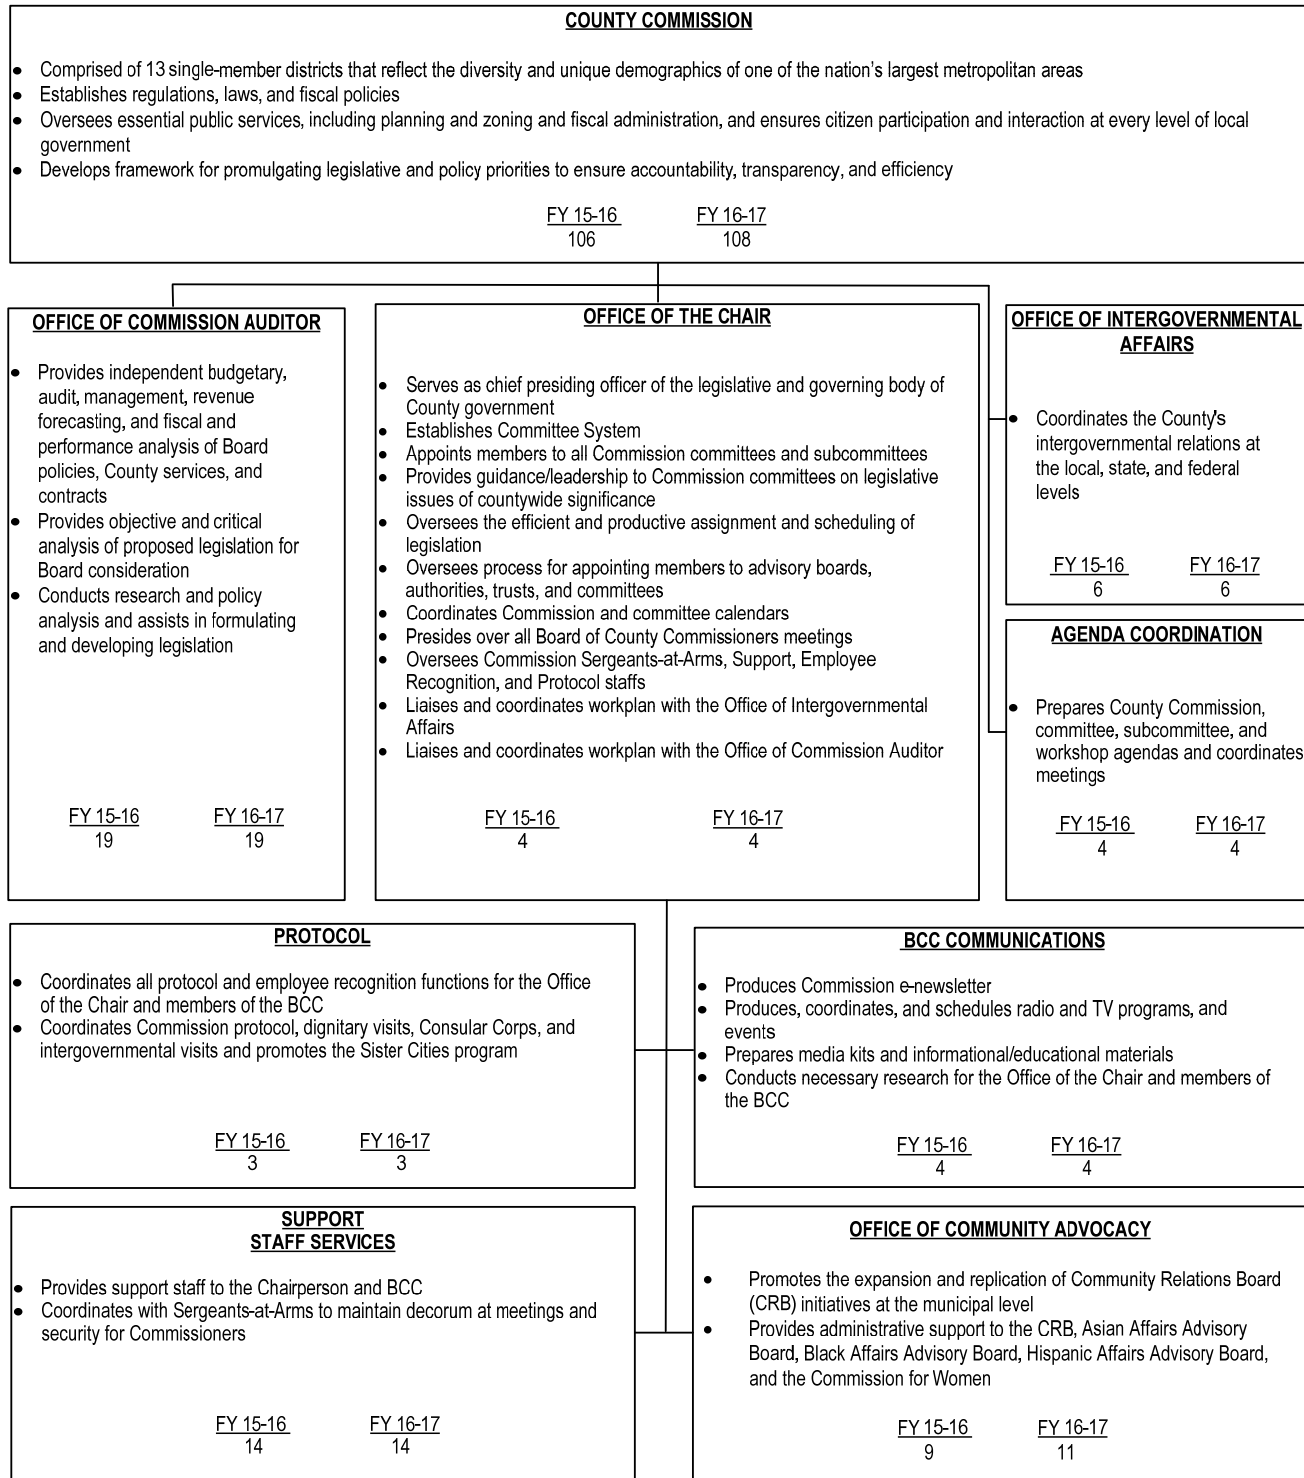 COUNTY COMMISSION
• Comprised of 13 single-member districts that reflect the diversity and unique demographics of one of the nation's largest metropolitan areas
• Establishes regulations, laws, and fiscal policies
• Oversees essential public services, including planning and zoning and fiscal administration, and ensures citizen participation and interaction at every level of local
government
• Develops framework for promulgating legislative and policy priorities to ensure accountability, transparency, and efficiency
FY 15-16 FY 16-17
106 108
OFFICE OF COMMISSION AUDITOR
• Provides independent budgetary,
audit, management, revenue
forecasting, and fiscal and
performance analysis of Board
policies, County services, and
contracts
• Provides objective and critical
analysis of proposed legislation for
Board consideration
• Conducts research and policy
analysis and assists in formulating
and developing legislation
FY 15-16 FY 16-17
19 19
OFFICE OF THE CHAIR
• Serves as chief presiding officer of the legislative and governing body of
County government
• Establishes Committee System
• Appoints members to all Commission committees and subcommittees
• Provides guidance/leadership to Commission committees on legislative
issues of countywide significance
• Oversees the efficient and productive assignment and scheduling of
legislation
• Oversees process for appointing members to advisory boards,
authorities, trusts, and committees
• Coordinates Commission and committee calendars
• Presides over all Board of County Commissioners meetings
• Oversees Commission Sergeants-at-Arms, Support, Employee
Recognition, and Protocol staffs
• Liaises and coordinates workplan with the Office of Intergovernmental
Affairs
• Liaises and coordinates workplan with the Office of Commission Auditor
FY 15-16 FY 16-17
4 4
OFFICE OF INTERGOVERNMENTAL
AFFAIRS
• Coordinates the County's
intergovernmental relations at
the local, state, and federal
levels
FY 15-16 FY 16-17
6 6
AGENDA COORDINATION
• Prepares County Commission,
committee, subcommittee, and
workshop agendas and coordinates
meetings
FY 15-16 FY 16-17
4 4
PROTOCOL
• Coordinates all protocol and employee recognition functions for the Office
of the Chair and members of the BCC
• Coordinates Commission protocol, dignitary visits, Consular Corps, and
intergovernmental visits and promotes the Sister Cities program
FY 15-16 FY 16-17
3 3
BCC COMMUNICATIONS
• Produces Commission e-newsletter
• Produces, coordinates, and schedules radio and TV programs, and
events
• Prepares media kits and informational/educational materials
• Conducts necessary research for the Office of the Chair and members of
the BCC
FY 15-16 FY 16-17
4 4
SUPPORT
STAFF SERVICES
• Provides support staff to the Chairperson and BCC
• Coordinates with Sergeants-at-Arms to maintain decorum at meetings and
security for Commissioners
FY 15-16 FY 16-17
14 14
OFFICE OF COMMUNITY ADVOCACY
• Promotes the expansion and replication of Community Relations Board
(CRB) initiatives at the municipal level
• Provides administrative support to the CRB, Asian Affairs Advisory
Board, Black Affairs Advisory Board, Hispanic Affairs Advisory Board,
and the Commission for Women
FY 15-16 FY 16-17
9 11